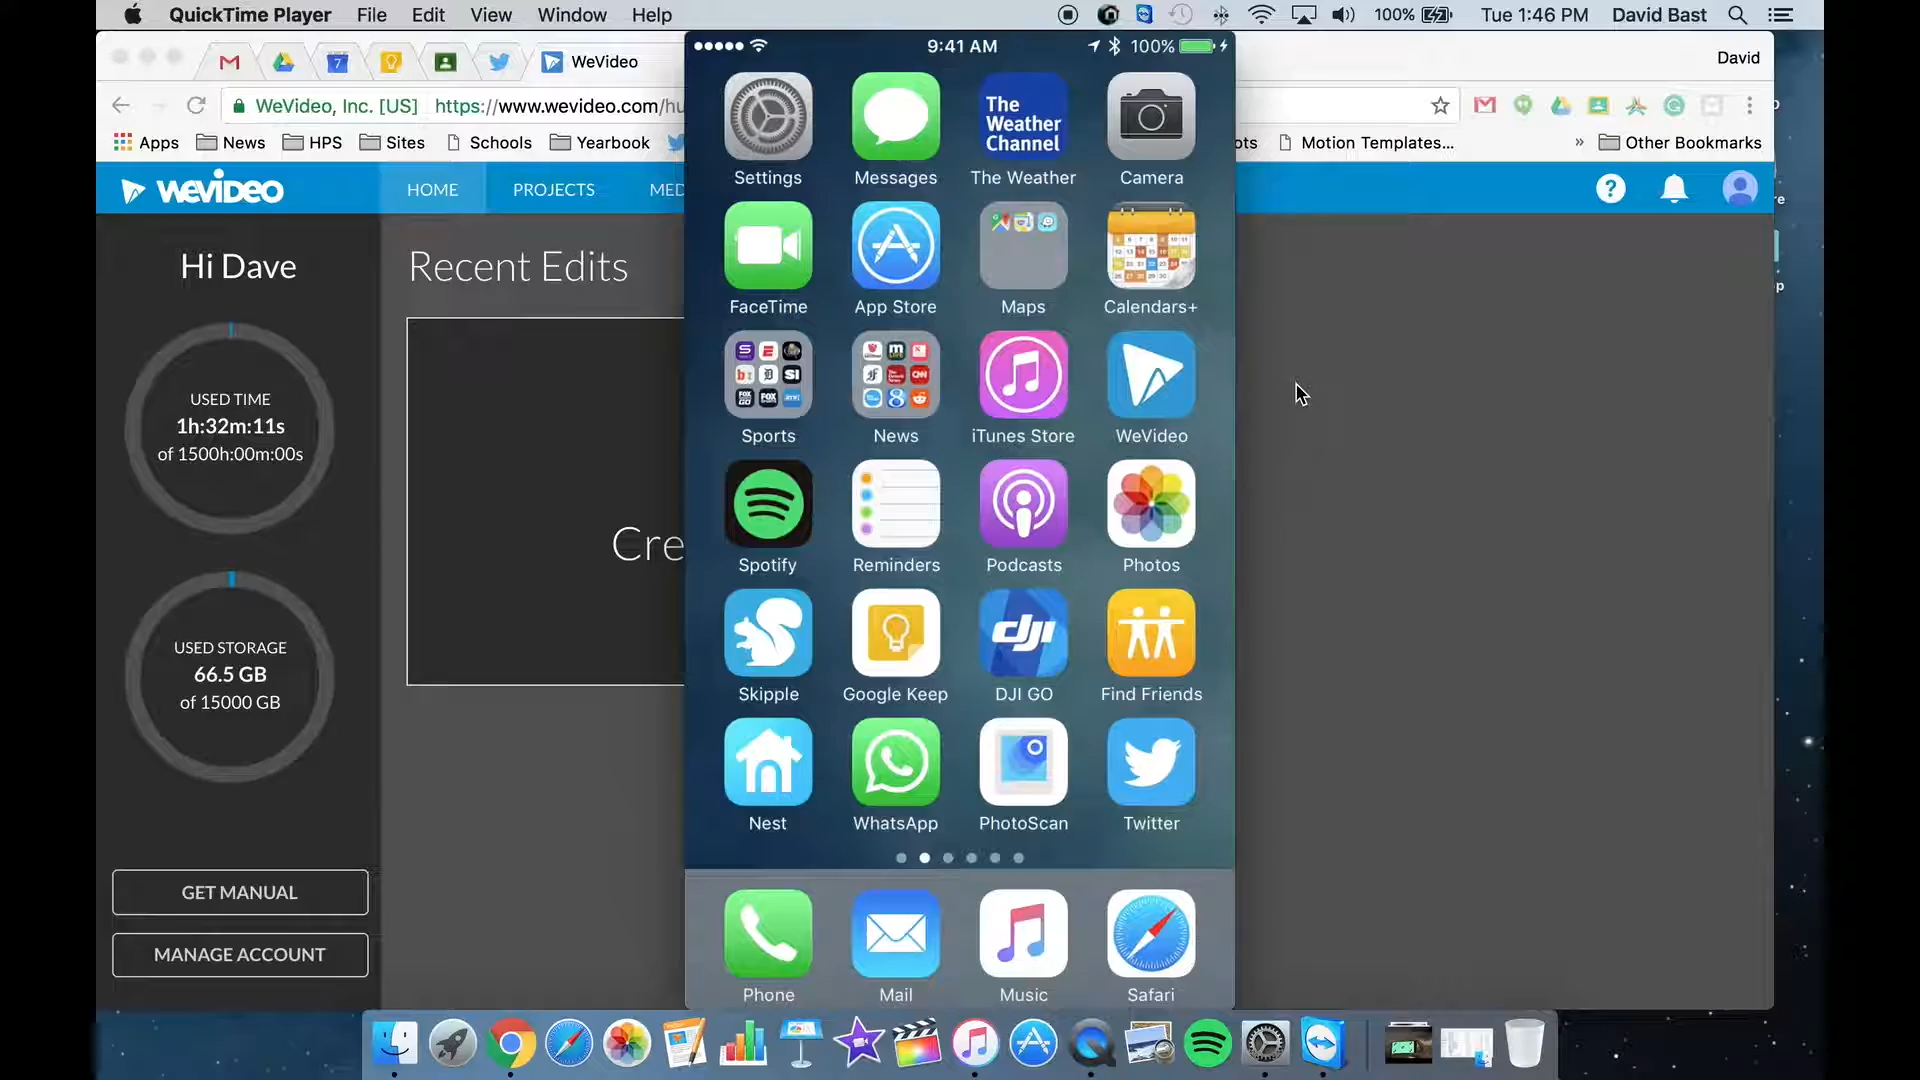 QuickTime Player File Edit View Window Help 100% Tue 1:46 PM David Bast
WeVideo David
WeVideo, Inc. [US] https://www.wevideo.com/hu
Apps News HPS Sites Schools Yearbook ots Motion Templates... » Other Bookmarks
WEVIDEO HOME PROJECTS MED ?
Hi Dave
USED TIME
1h:32m:11s
of 1500h:00m:00s
USED STORAGE
66.5 GB
of 15000 GB
GET MANUAL
MANAGE ACCOUNT
Recent Edits
Cre
9:41 AM 100%
The
Weather
Channel
Settings Messages The Weather Camera
FaceTime App Store Maps Calendars+
Sports News iTunes Store WeVideo
Spotify Reminders Podcasts Photos
dji
Skipple Google Keep DJI GO Find Friends
Nest WhatsApp PhotoScan Twitter
Phone Mail Music Safari
re
p